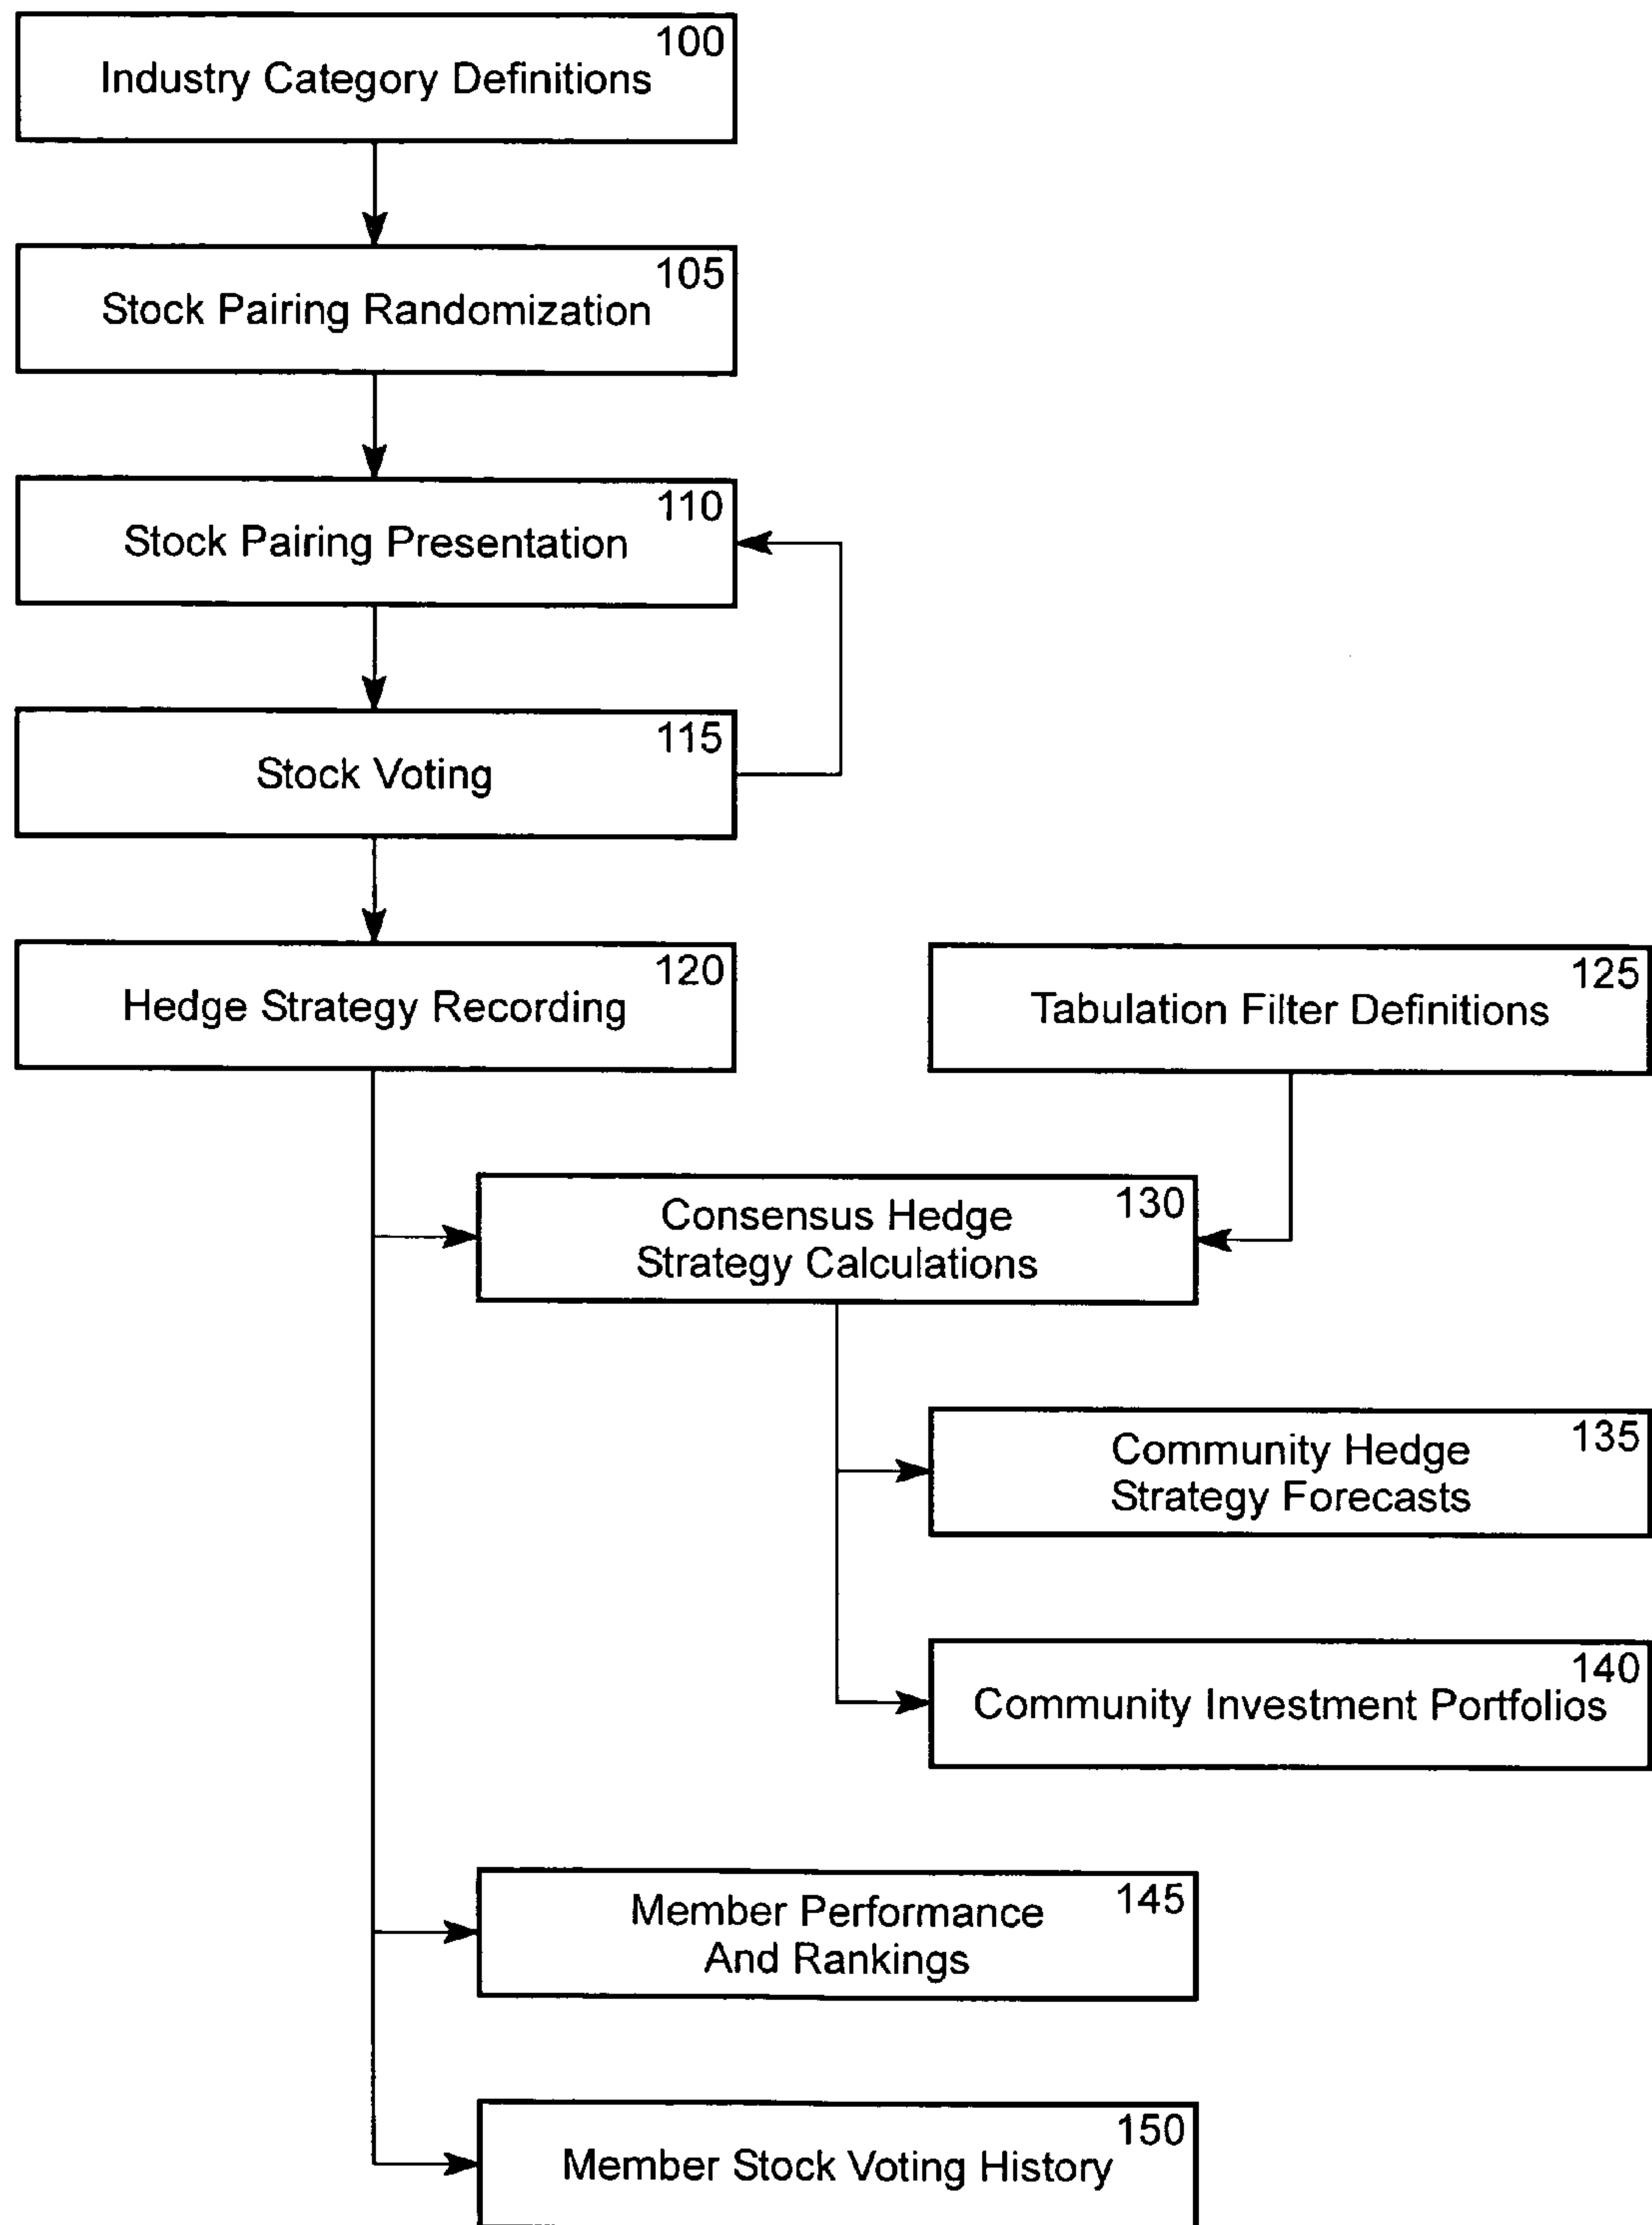 100
Industry Category Definitions
105
Stock Pairing Randomization
110
Stock Pairing Presentation
115
Stock Voting
120
Hedge Strategy Recording
125
Tabulation Filter Definitions
130
Consensus Hedge
Strategy Calculations
135
Community Hedge
Strategy Forecasts
140
Community Investment Portfolios
145
Member Performance
And Rankings
150
Member Stock Voting History